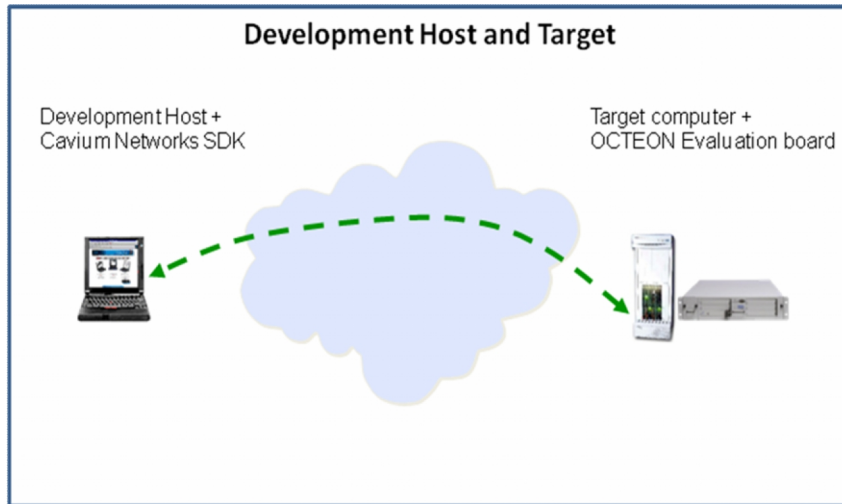 Development Host and Target
Development Host +
Cavium Networks SDK
Target computer +
OCTEON Evaluation board